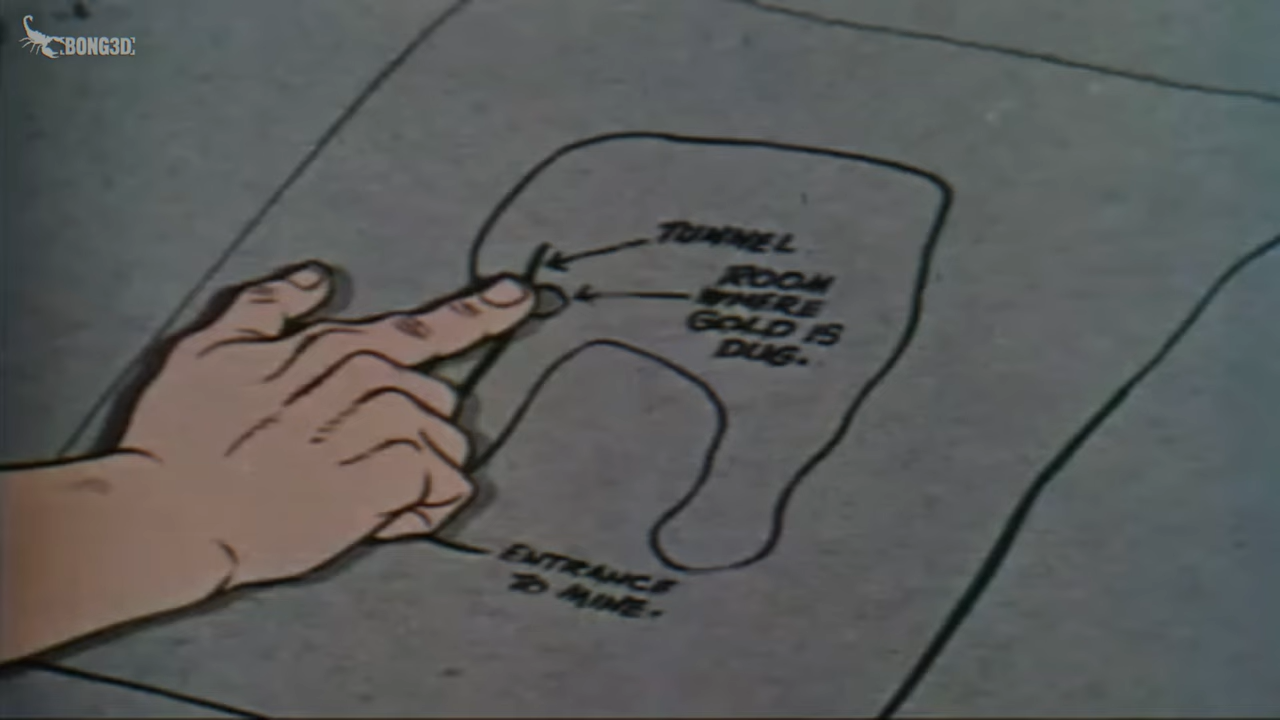 BONG3D
TUNNEL
ROOM
WHERE
GOLD IS
DUG.
ENTRANCE
TO MINE.